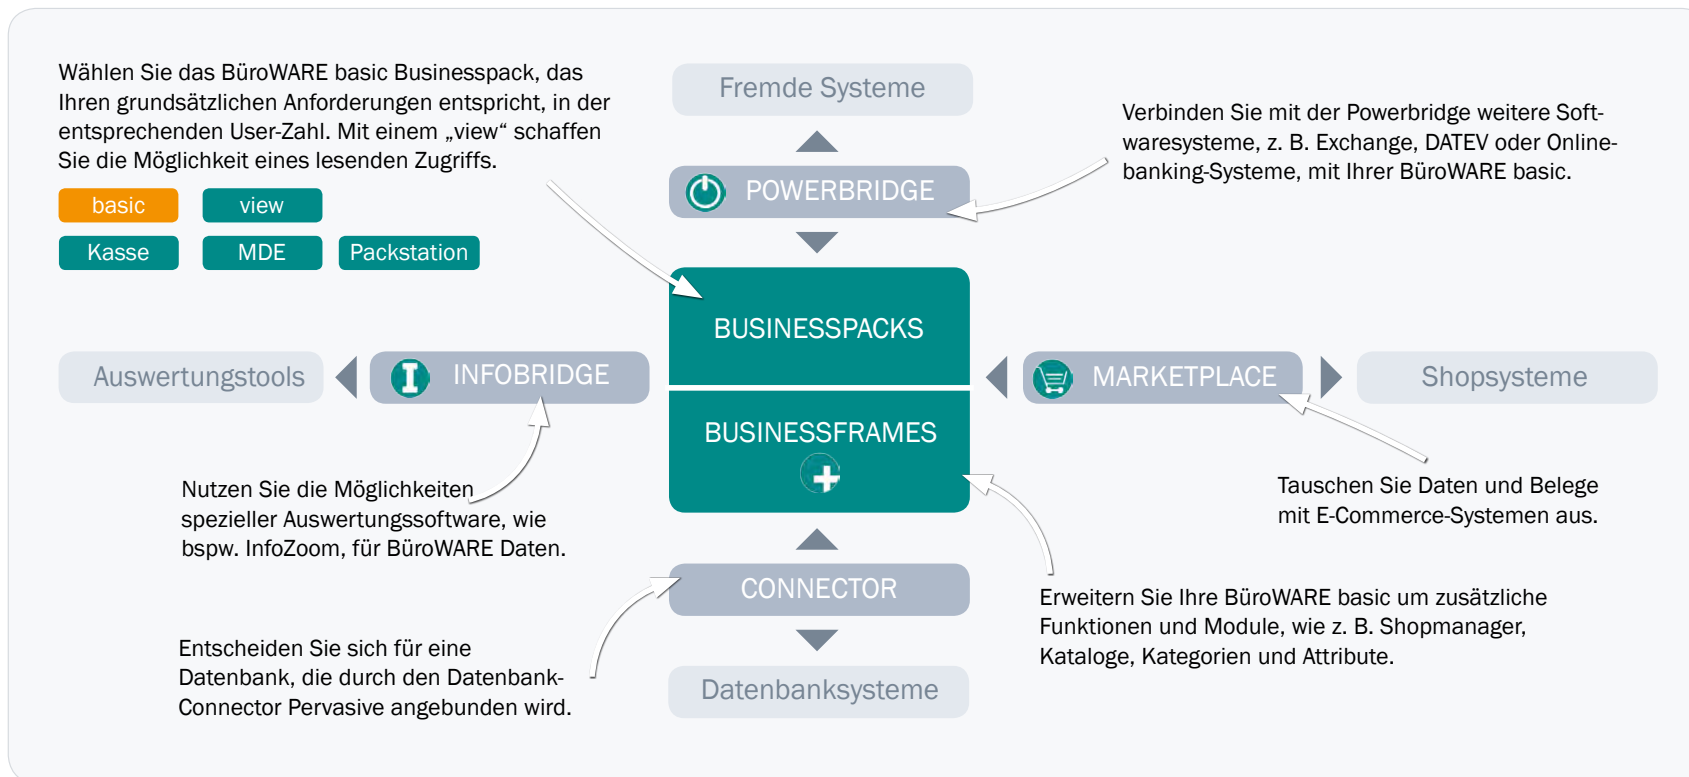 Wählen Sie das BüroWARE basic Businesspack, das
Ihren grundsätzlichen Anforderungen entspricht, in der
entsprechenden User-Zahl. Mit einem „view“ schaffen
Sie die Möglichkeit eines lesenden Zugriffs.
basic
view
Kasse
MDE
Packstation
Fremde Systeme
POWERBRIDGE
Verbinden Sie mit der Powerbridge weitere Soft-
waresysteme, z. B. Exchange, DATEV oder Online-
banking-Systeme, mit Ihrer BüroWARE basic.
BUSINESSPACKS
Auswertungstools
INFOBRIDGE
MARKETPLACE
Shopsysteme
BUSINESSFRAMES
Nutzen Sie die Möglichkeiten
spezieller Auswertungssoftware, wie
bspw. InfoZoom, für BüroWARE Daten.
Tauschen Sie Daten und Belege
mit E-Commerce-Systemen aus.
CONNECTOR
Erweitern Sie Ihre BüroWARE basic um zusätzliche
Funktionen und Module, wie z. B. Shopmanager,
Kataloge, Kategorien und Attribute.
Entscheiden Sie sich für eine
Datenbank, die durch den Datenbank-
Connector Pervasive angebunden wird.
Datenbanksysteme